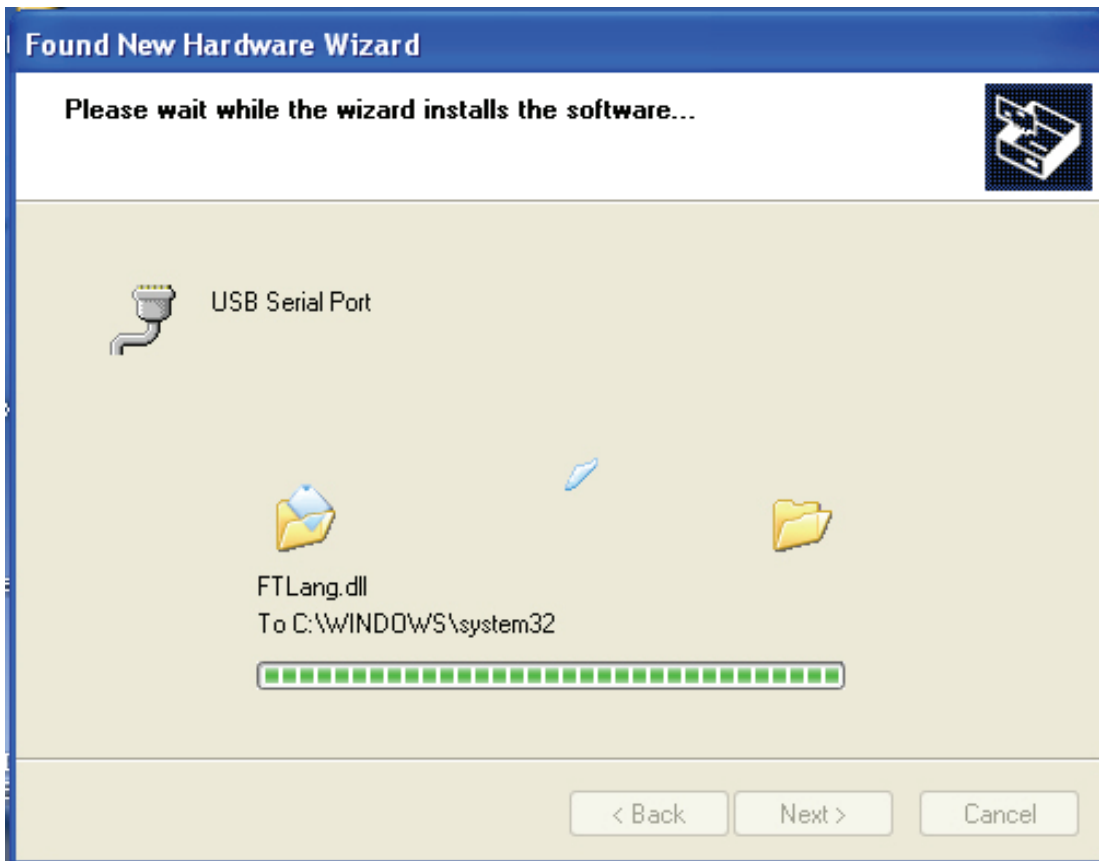 Found New Hardware Wizard
Please wait while the wizard installs the software...
USB Serial Port
FTLang.dll
To C:\WINDOWS\system32
< Back
Next >
Cancel